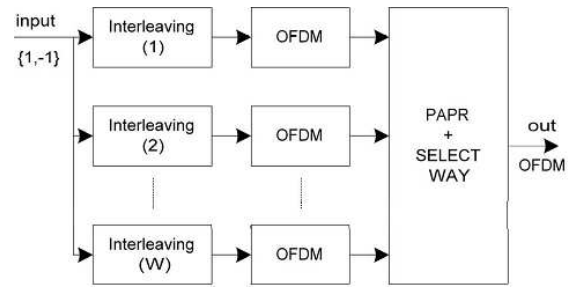 input
{1,-1}
Interleaving
(1)
OFDM
Interleaving
(2)
OFDM
Interleaving
(W)
OFDM
PAPR
+
SELECT
WAY
out
OFDM